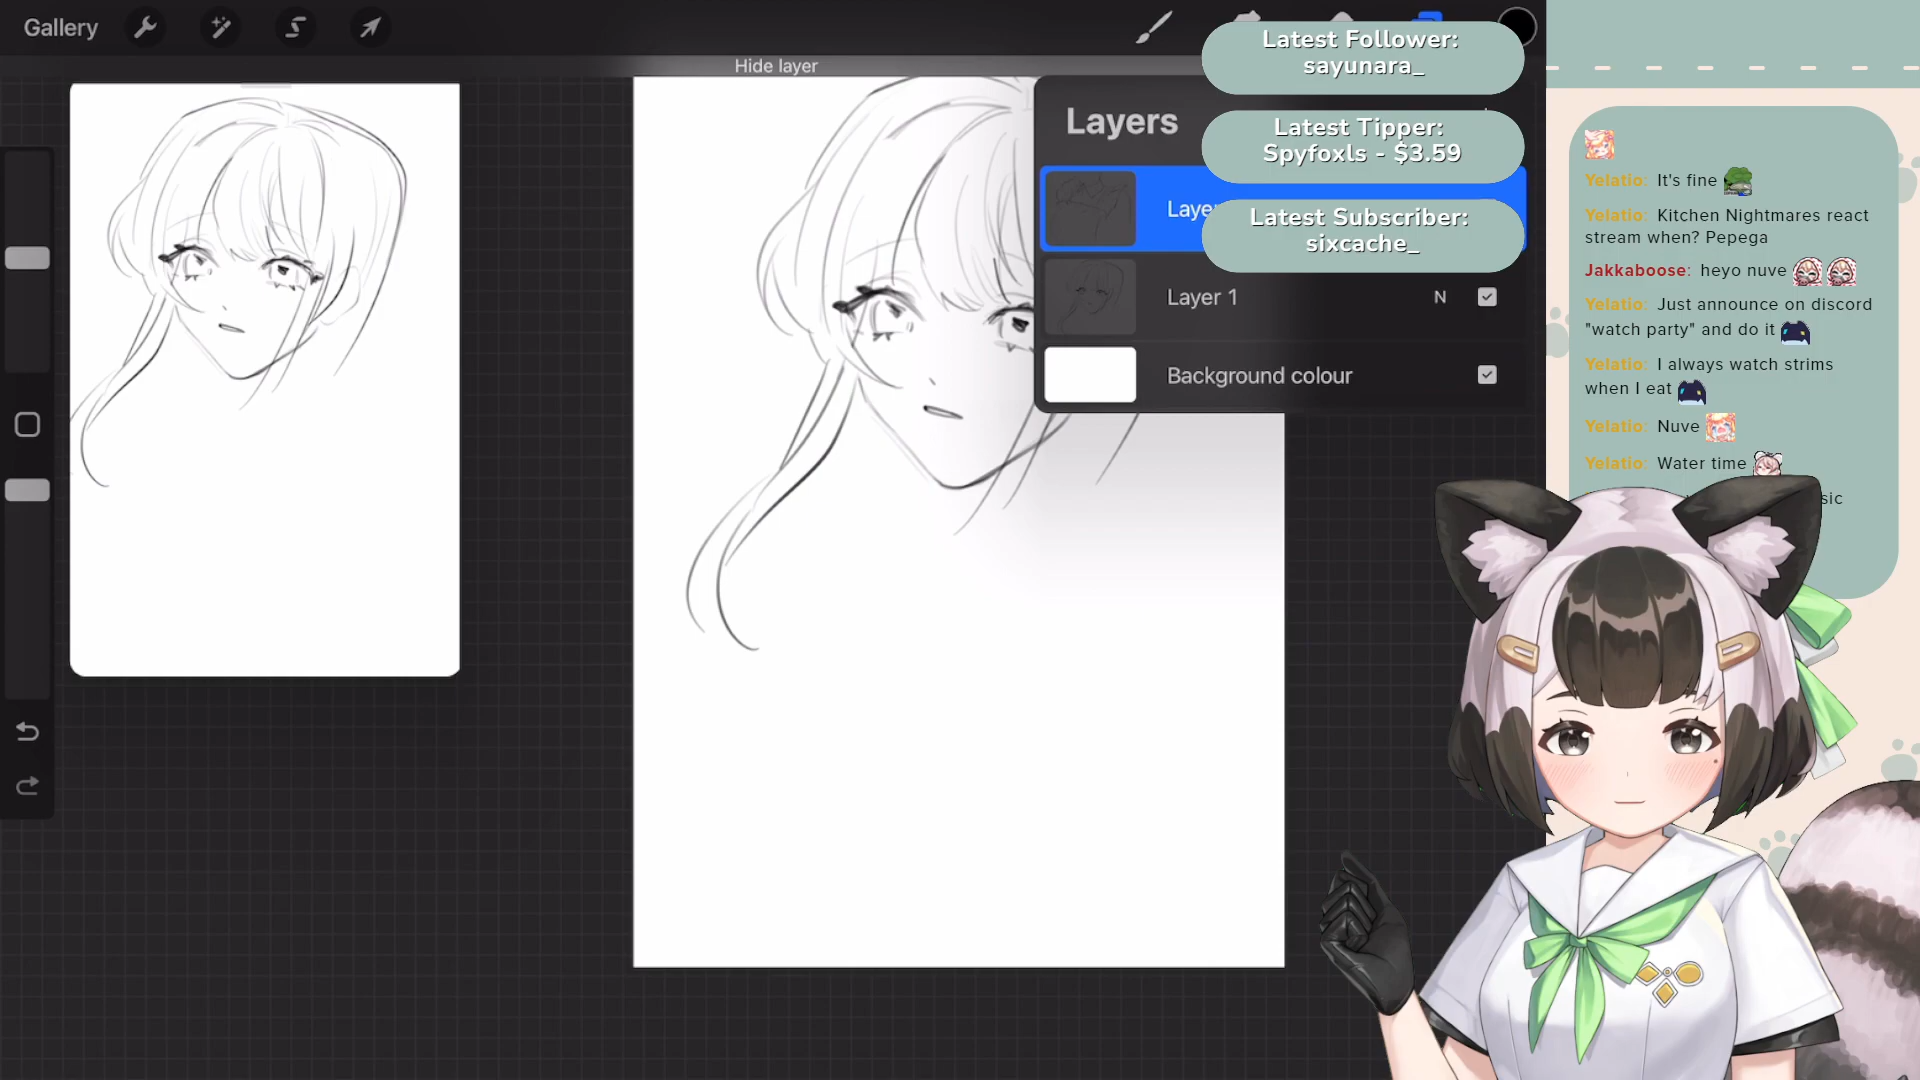 Gallery
Hide layer
Layers
Laye
Layer 1
N
Background colour
Latest Follower:
sayunara_
Latest Tipper:
Spyfoxls - $3.59
Latest Subscriber:
sixcache_
Yelatio: It's fine
Yelatio: Kitchen Nightmares react
stream when? Pepega
Jakkaboose: heyo nuve
Yelatio: Just announce on discord
"watch party" and do it
Yelatio: I always watch strims
when I eat
Yelatio: Nuve
Yelatio: Water time
sic